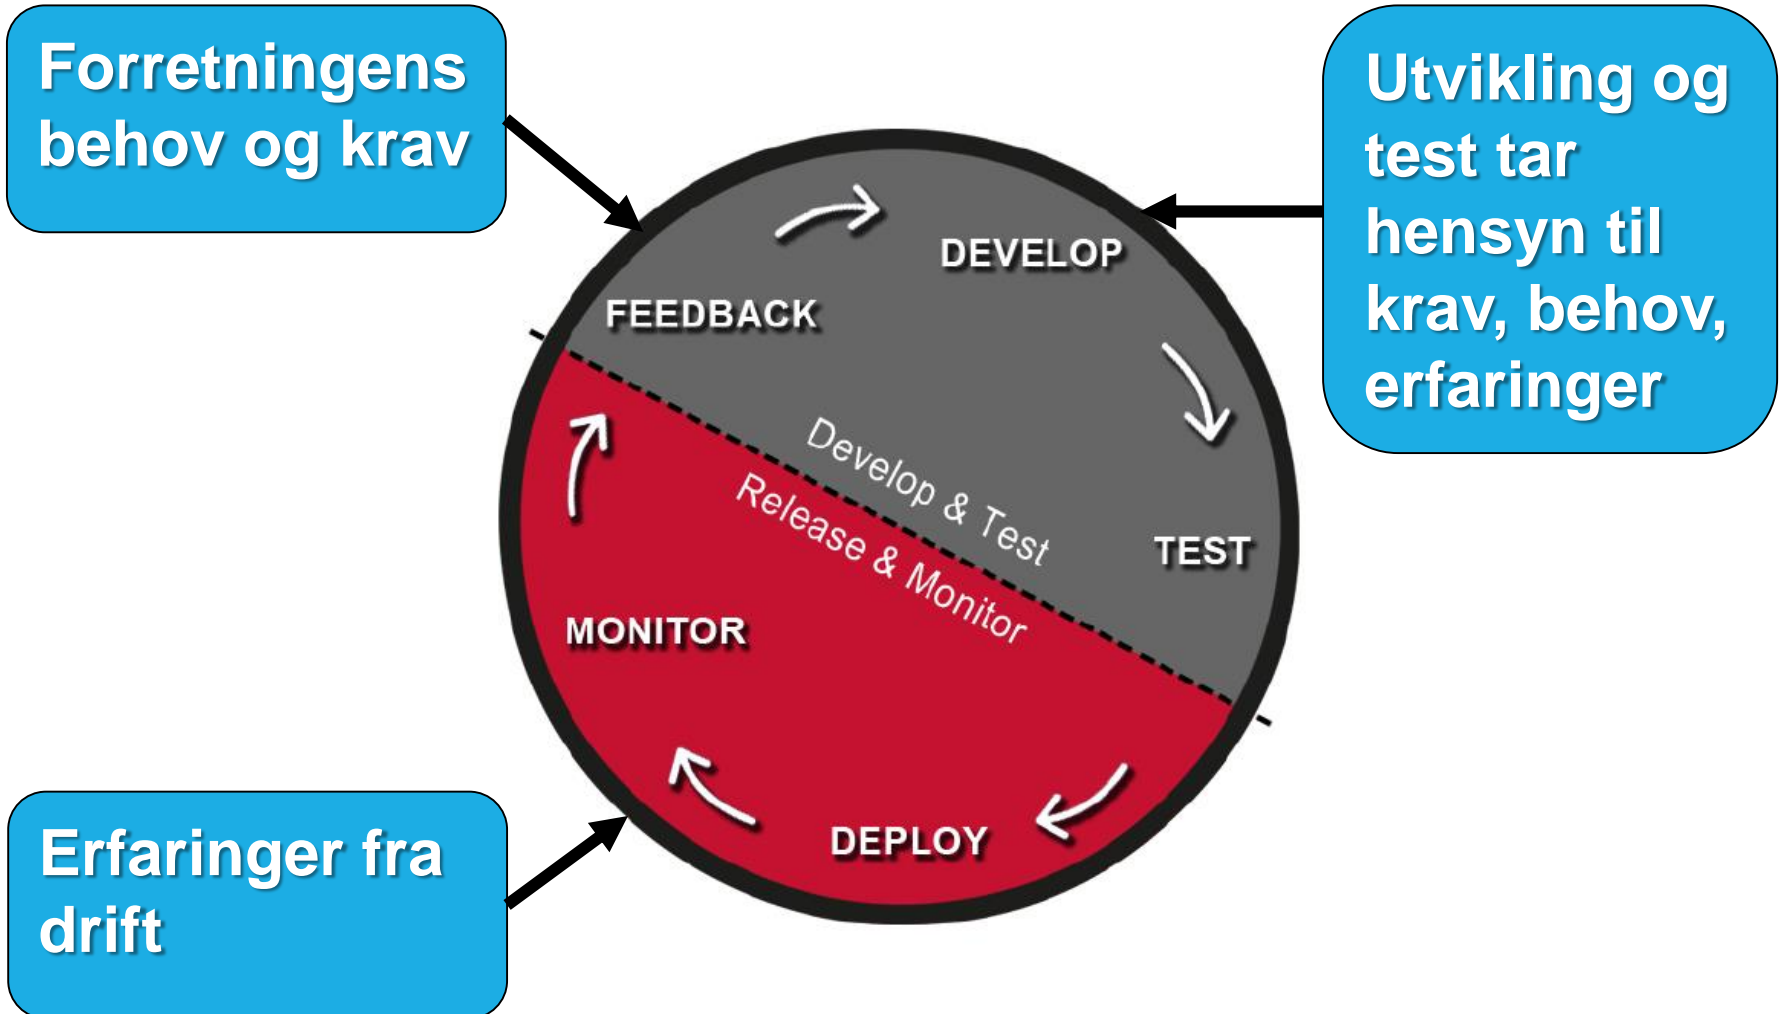 Forretningens
behov og krav
Utvikling og
test tar
hensyn til
krav, behov,
erfaringer
DEVELOP
FEEDBACK
Develop & Test
Release & Monitor
TEST
MONITOR
DEPLOY
Erfaringer fra
drift